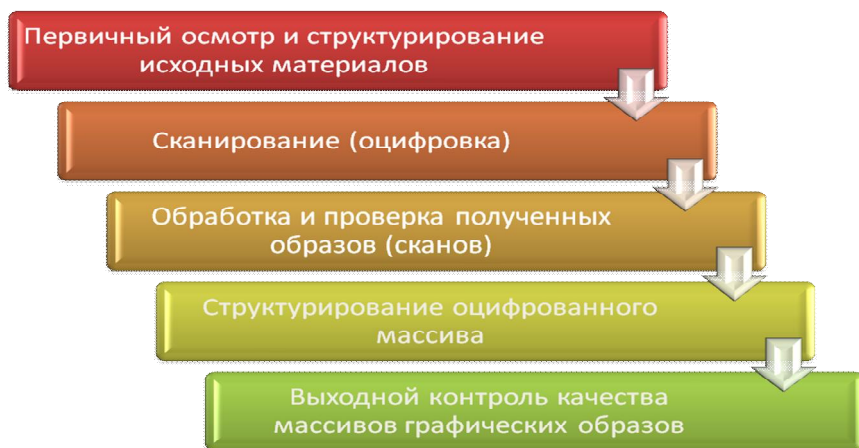 Первичный осмотр и структурирование
исходных материалов
Сканирование (оцифровка)
Обработка и проверка полученных
образов (сканов)
Структурирование оцифрованного
массива
Выходной контроль качества
массивов графических образов